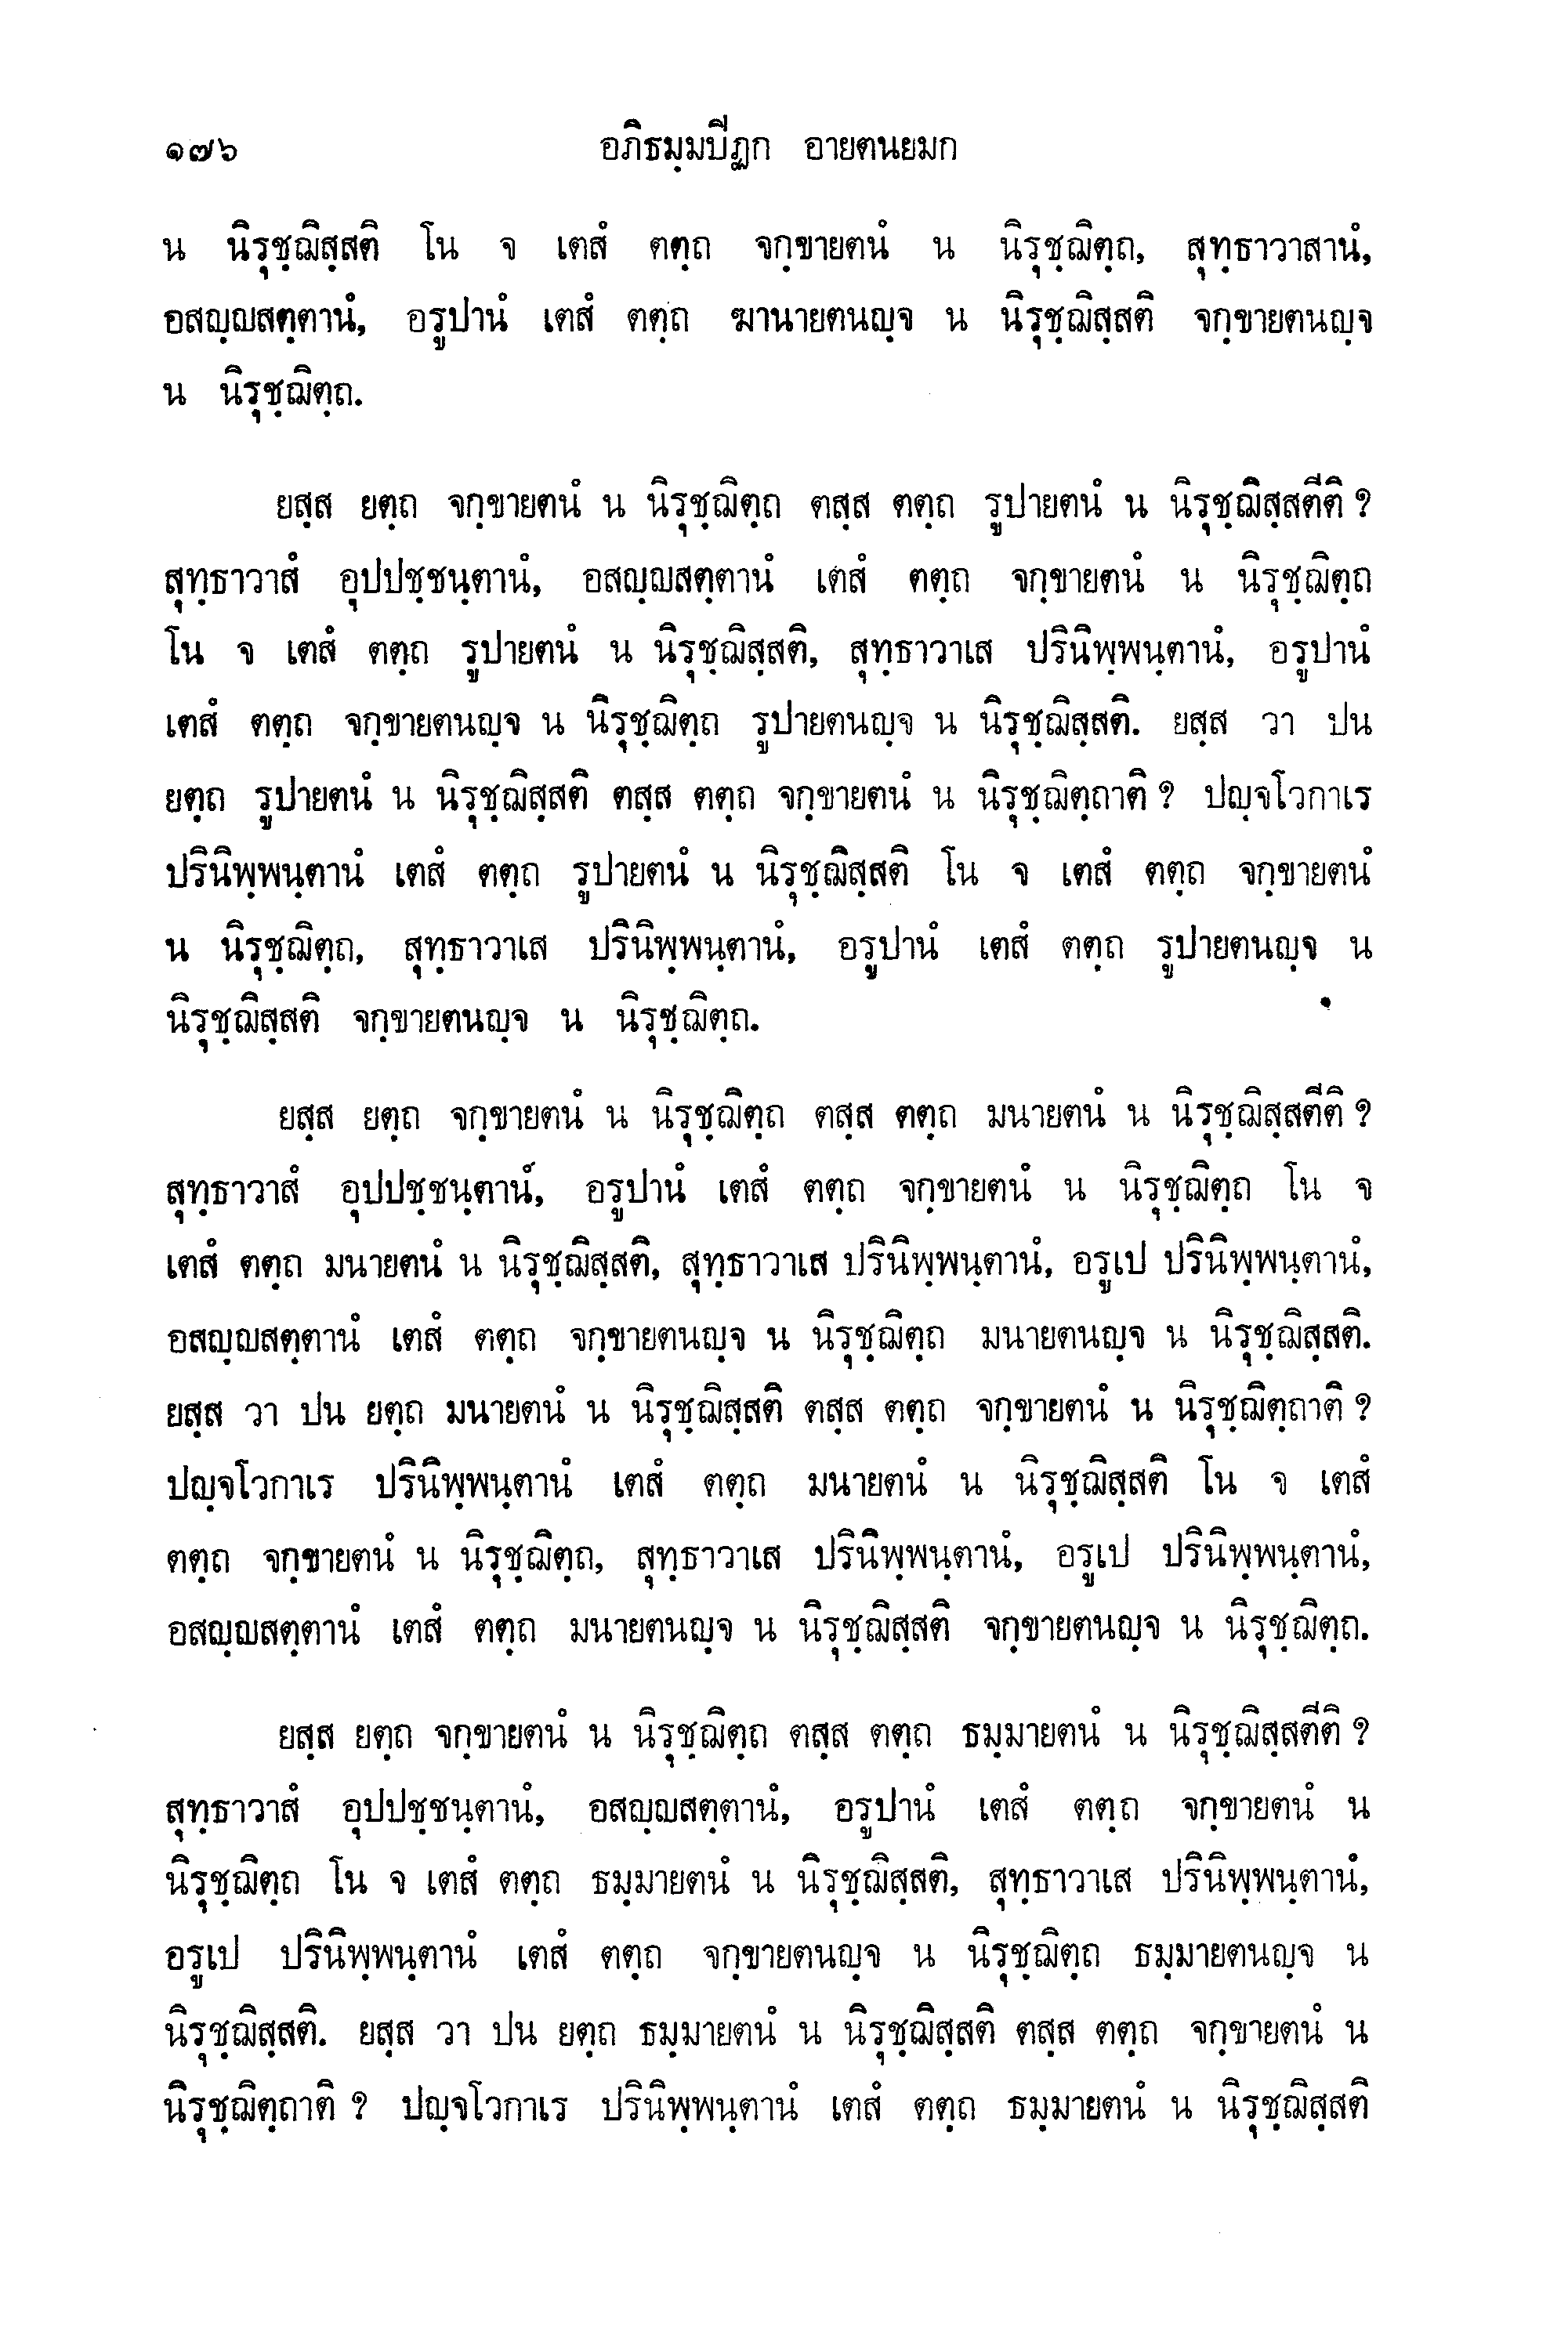 ๑๗๖ อภิธมฺมปีฏก อายตนยมก
น นิรุชฺฌิสฺสติ โน จ เตสํ ตตฺถ จกฺขายตนํ น นิรุชฺฌิตฺถ, สุทฺธาวาสานํ,
อสญฺญสตฺตานํ, อรูปานํ เตสํ ตตฺถ ฆานายตนญฺจ น นิรุชฺฌิสฺสติ จกฺขายตนญฺจ
น นิรุชฺฌิตฺถ.
ยสฺส ยตฺถ จกฺขายตนํ น นิรุชฺฌิตฺถ ตสฺส ตตฺถ รูปายตนํ น นิรุชฺฌิสฺสตีติ ?
สุทฺธาวาสํ อุปปชฺชนฺตานํ, อสญฺญสตฺตานํ เตสํ ตตฺถ จกฺขายตนํ น นิรุชฺฌิตฺถ
โน จ เตสํ ตตฺถ รูปายตนํ น นิรุชฺฌิสฺสติ, สุทฺธาวาเส ปรินิพฺพนฺตานํ, อรูปานํ
เตสํ ตตฺถ จกฺขายตนญฺจ น นิรุชฺฌิตฺถ รูปายตนญฺจ น นิรุชฺฌิสฺสติ. ยสฺส วา ปน
ยตฺถ รูปายตนํ น นิรุชฺฌิสฺสติ ตสฺส ตตฺถ จกฺขายตนํ น นิรุชฺฌิตฺถาติ ? ปญฺจโวกาเร
ปรินิพฺพนฺตานํ เตสํ ตตฺถ รูปายตนํ น นิรุชฺฌิสฺสติ โน จ เตสํ ตตฺถ จกฺขายตนํ
น นิรุชฺฌิตฺถ, สุทฺธาวาเส ปรินิพฺพนฺตานํ, อรูปานํ เตสํ ตตฺถ รูปายตนญฺจ น
นิรุชฺฌิสฺสติ จกฺขายตนญฺจ น นิรุชฺฌิตฺถ.
ยสฺส ยตฺถ จกฺขายตนํ น นิรุชฺฌิตฺถ ตสฺส ตตฺถ มนายตนํ น นิรุชฺฌิสฺสตีติ ?
สุทฺธาวาสํ อุปปชฺชนฺตานํ, อรูปานํ เตสํ ตตฺถ จกฺขายตนํ น นิรุชฺฌิตฺถ โน จ
เตสํ ตตฺถ มนายตนํ น นิรุชฺฌิสฺสติ, สุทฺธาวาเส ปรินิพฺพนฺตานํ, อรูเป ปรินิพฺพนฺตานํ,
อสญฺญสตฺตานํ เตสํ ตตฺถ จกฺขายตนญฺจ น นิรุชฺฌิตฺถ มนายตนญฺจ น นิรุชฺฌิสฺสติ.
ยสฺส วา ปน ยตฺถ มนายตนํ น นิรุชฺฌิสฺสติ ตสฺส ตตฺถ จกฺขายตนํ น นิรุชฺฌิตฺถาติ ?
ปญฺจโวกาเร ปรินิพฺพนฺตานํ เตสํ ตตฺถ มนายตนํ น นิรุชฺฌิสฺสติ โน จ เตสํ
ตตฺถ จกฺขายตนํ น นิรุชฺฌิตฺถ, สุทฺธาวาเส ปรินิพฺพนฺตานํ, อรูเป ปรินิพฺพนฺตานํ,
อสญฺญสตฺตานํ เตสํ ตตฺถ มนายตนญฺจ น นิรุชฺฌิสฺสติ จกฺขายตนญฺจ น นิรุชฺฌิตฺถ.
ยสฺส ยตฺถ จกฺขายตนํ น นิรุชฺฌิตฺถ ตสฺส ตตฺถ ธมฺมายตนํ น นิรุชฺฌิสฺสตีติ ?
สุทฺธาวาสํ อุปปชฺชนฺตานํ, อสญฺญสตฺตานํ, อรูปานํ เตสํ ตตฺถ จกฺขายตนํ น
นิรุชฺฌิตฺถ โน จ เตสํ ตตฺถ ธมฺมายตนํ น นิรุชฺฌิสฺสติ, สุทฺธาวาเส ปรินิพฺพนฺตานํ,
อรูเป ปรินิพฺพนฺตานํ เตสํ ตตฺถ จกฺขายตนญฺจ น นิรุชฺฌิตฺถ ธมฺมายตนญฺจ น
นิรุชฺฌิสฺสติ. ยสฺส วา ปน ยตฺถ ธมฺมายตนํ น นิรุชฺฌิสฺสติ ตสฺส ตตฺถ จกฺขายตนํ น
นิรุชฺฌิตฺถาติ ? ปญฺจโวกาเร ปรินิพฺพนฺตานํ เตสํ ตตฺถ ธมฺมายตนํ น นิรุชฺฌิสฺสติ